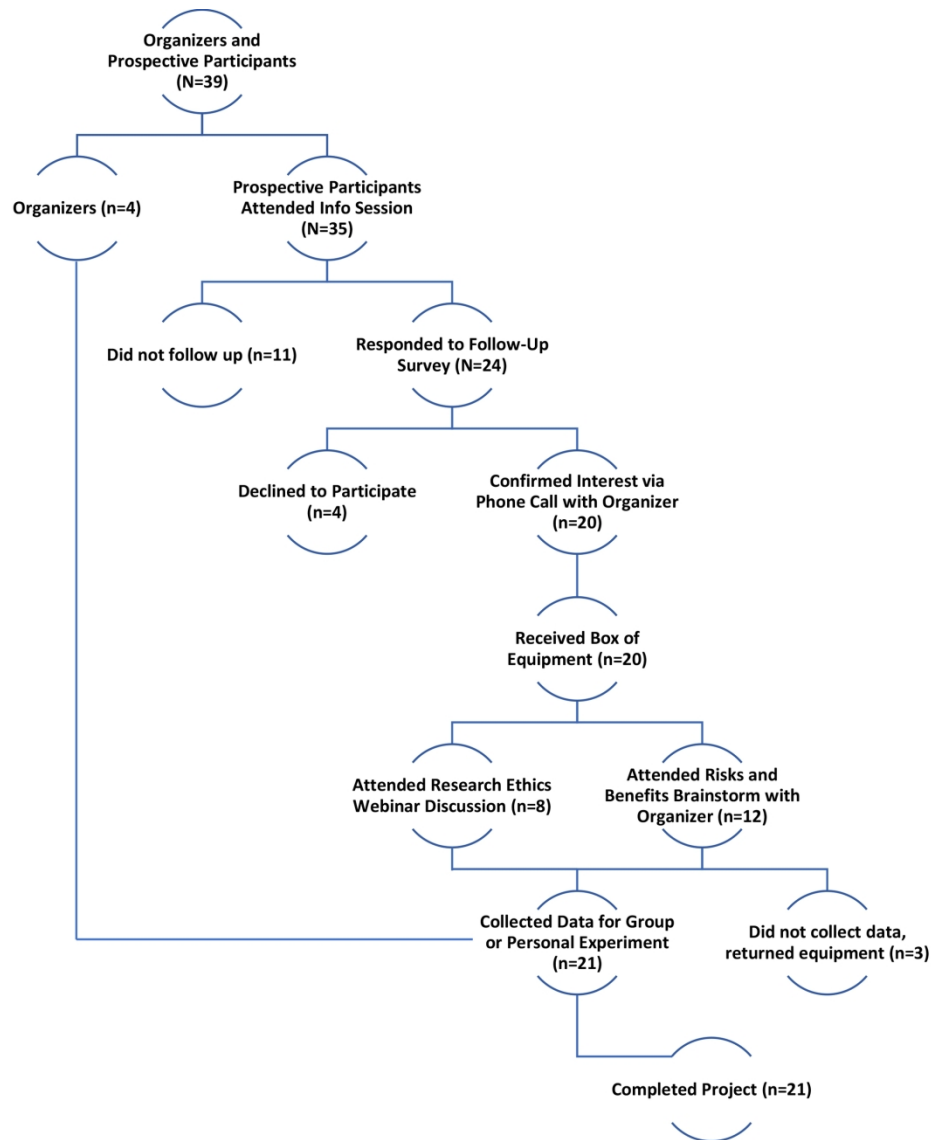 Organizers and
Prospective Participants
(N=39)
Organizers (n=4)
Prospective Participants
Attended Info Session
(N=35)
Did not follow up (n=11)
Responded to Follow-Up
Survey (N=24)
Declined to Participate
(n=4)
Confirmed Interest via
Phone Call with Organizer
(n=20)
Received Box of
Equipment (n=20)
Attended Research Ethics
Webinar Discussion (n=8)
Attended Risks and
Benefits Brainstorm with
Organizer (n=12)
Collected Data for Group
or Personal Experiment
(n=21)
Did not collect data,
returned equipment (n=3)
Completed Project (n=21)